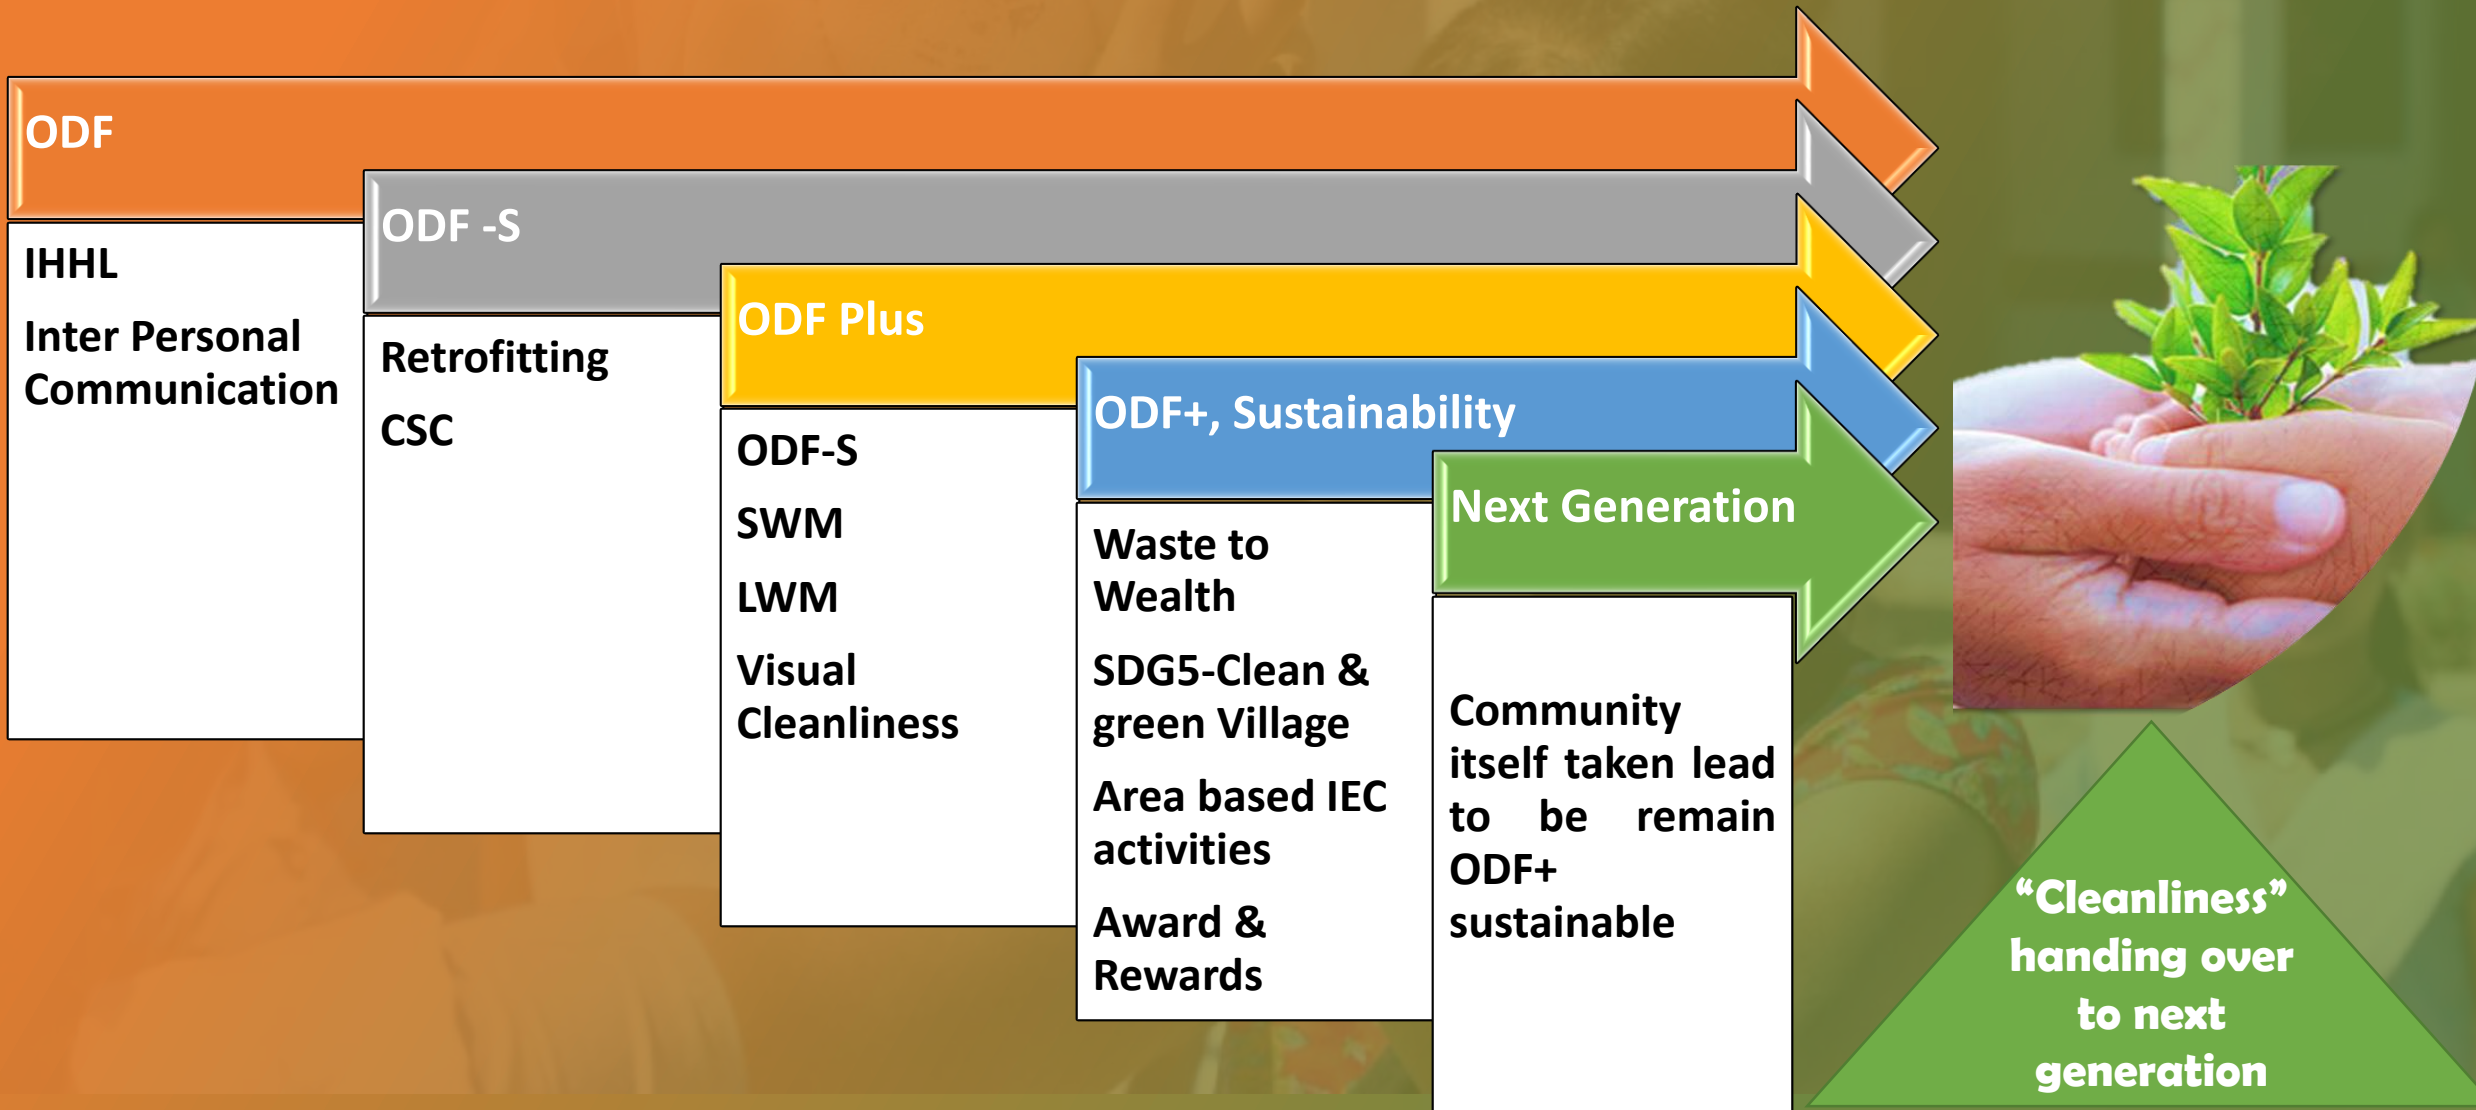 ODF
IHHL
Inter Personal
Communication
ODF -S
Retrofitting
CSC
ODF Plus
ODF-S
SWM
LWM
Visual
Cleanliness
ODF+, Sustainability
Waste to
Wealth
SDG5-Clean &
green Village
Area based IEC
activities
Award &
Rewards
Next Generation
Community
itself taken lead
to be remain
ODF+
sustainable
“Cleanliness”
handing over
to next
generation